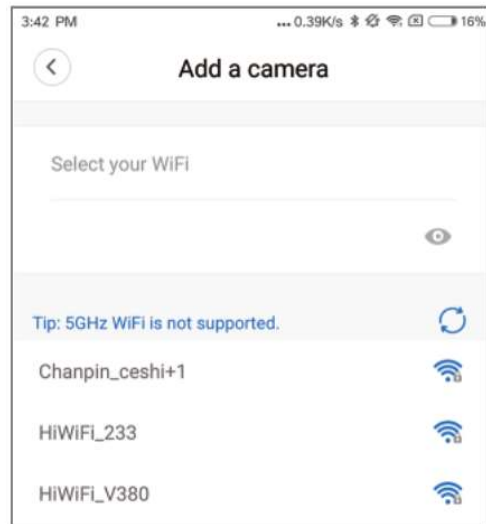 3:42 PM ... 0.39K/s 16%
Add a camera
Select your WiFi
Tip: 5GHz WiFi is not supported.
Chanpin_ceshi+1
HiWiFi_233
HiWiFi_V380